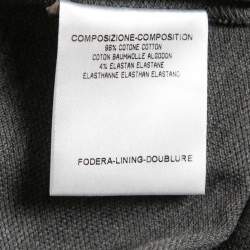 COMPOSIZIONE-COMPOSITION
96% COTONE COTTON
COTON BAUMWOLLE ALGODON
4% ELASTAN ELASTANE
ELASTHANNE ELASTHAN ELASTANO
FODERA-LINING-DOUBLURE